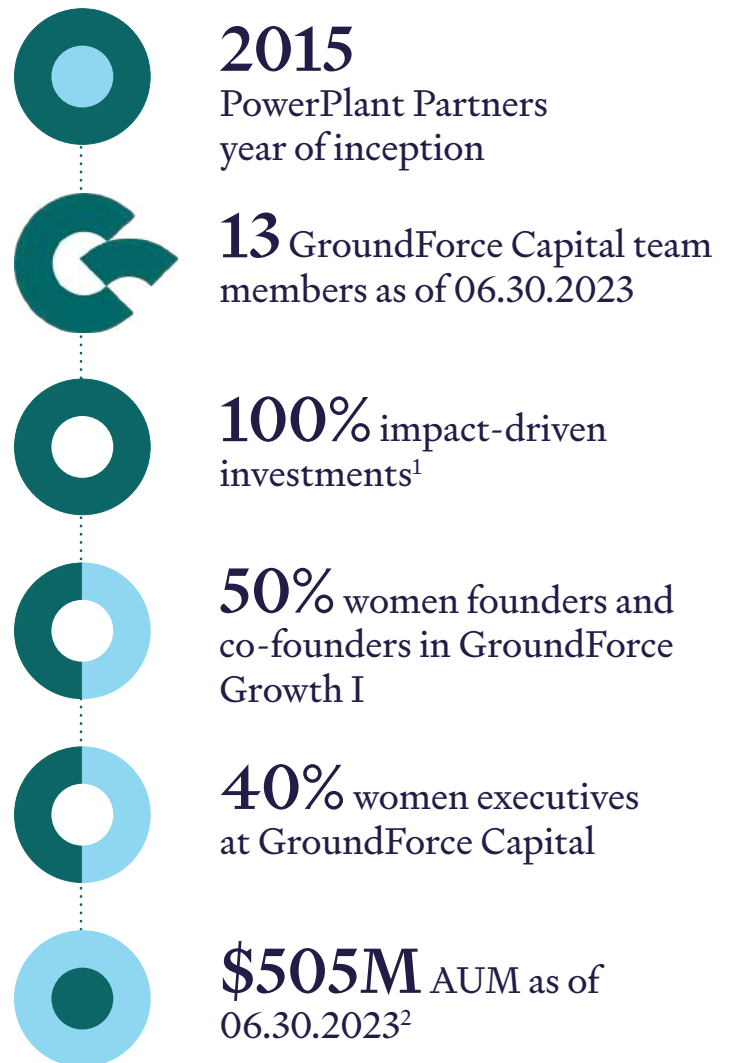 2015
PowerPlant Partners
year of inception
13 GroundForce Capital team
members as of 06.30.2023
100% impact-driven
investments¹
50% women founders and
co-founders in GroundForce
Growth I
40% women executives
at GroundForce Capital
$505M AUM as of
06.30.2023²